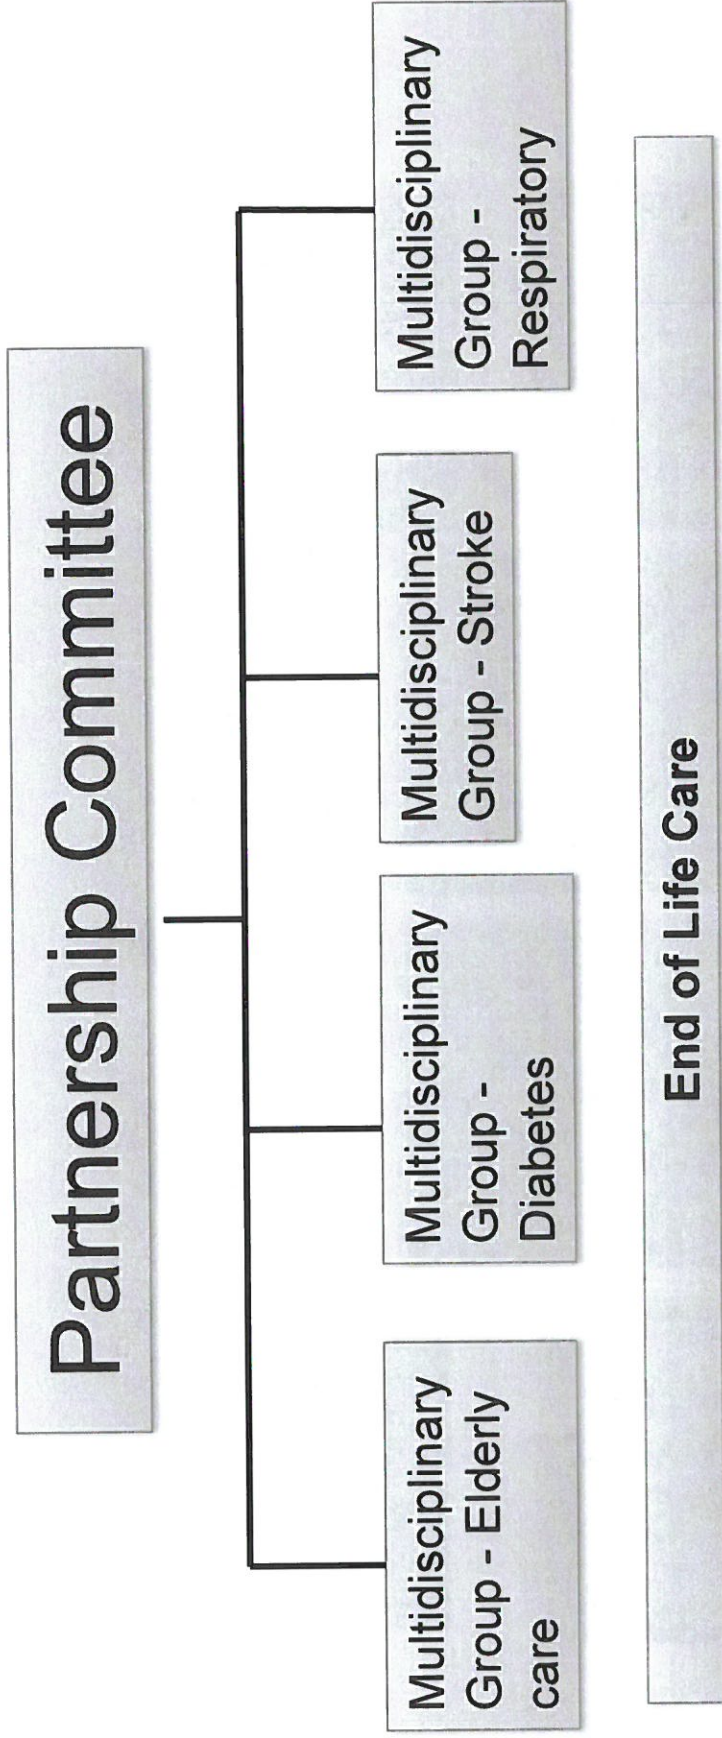 Partnership Committee
Multidisciplinary
Group - Elderly
care
Multidisciplinary
Group -
Diabetes
Multidisciplinary
Group - Stroke
Multidisciplinary
Group -
Respiratory
End of Life Care